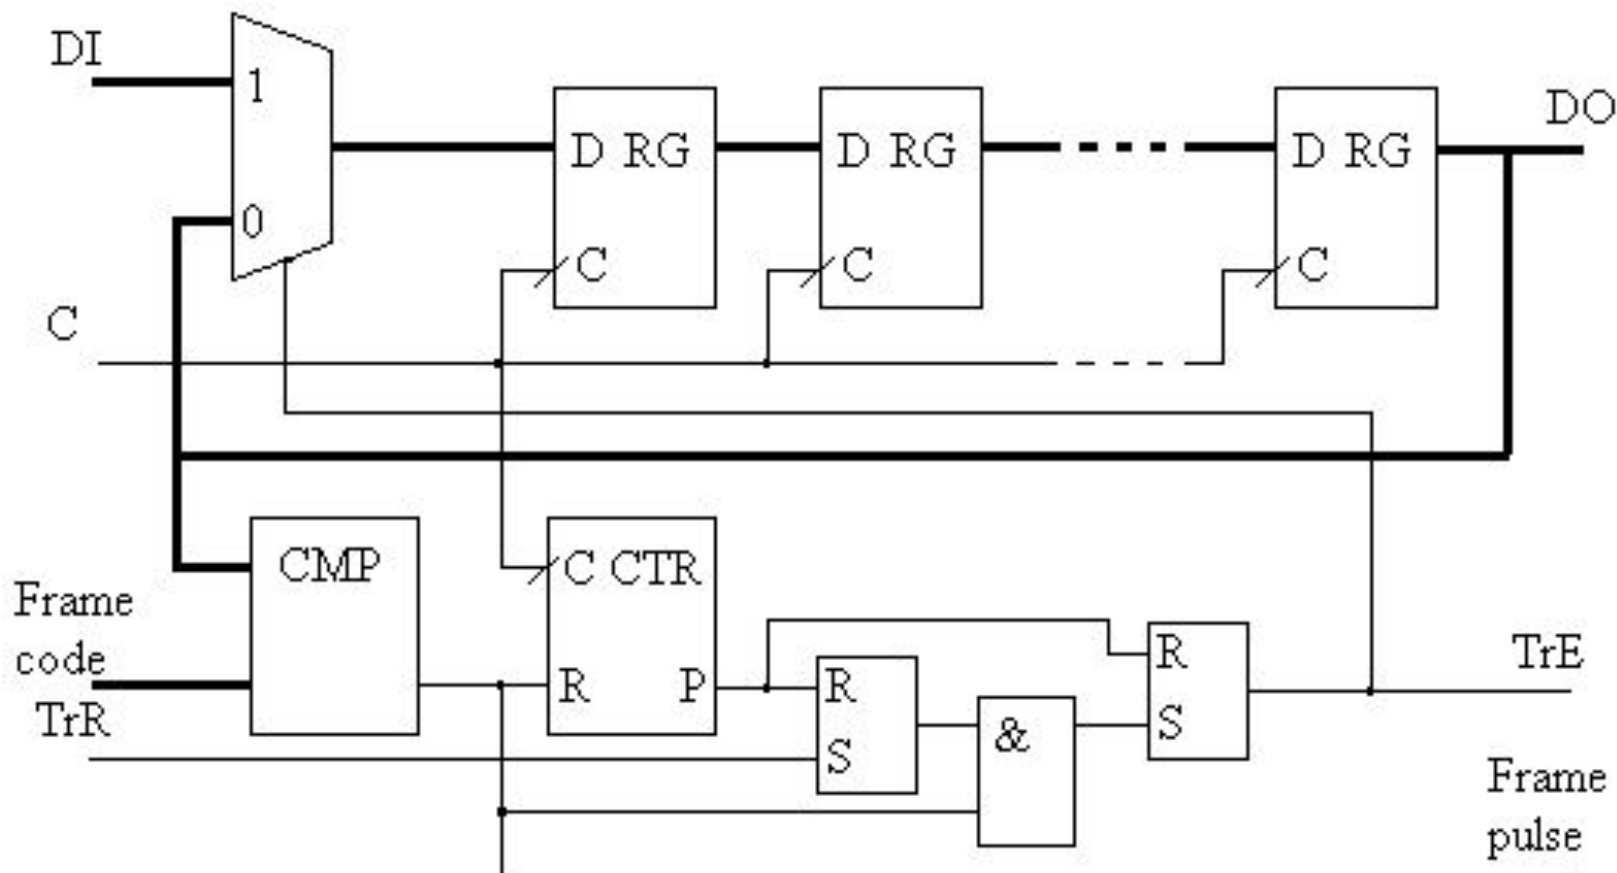 DI
1
0
D RG
C
D RG
C
D RG
C
DO
C
CMP
C CTR
R P
Frame
code
TrR
R
S
&
R
S
TrE
Frame
pulse